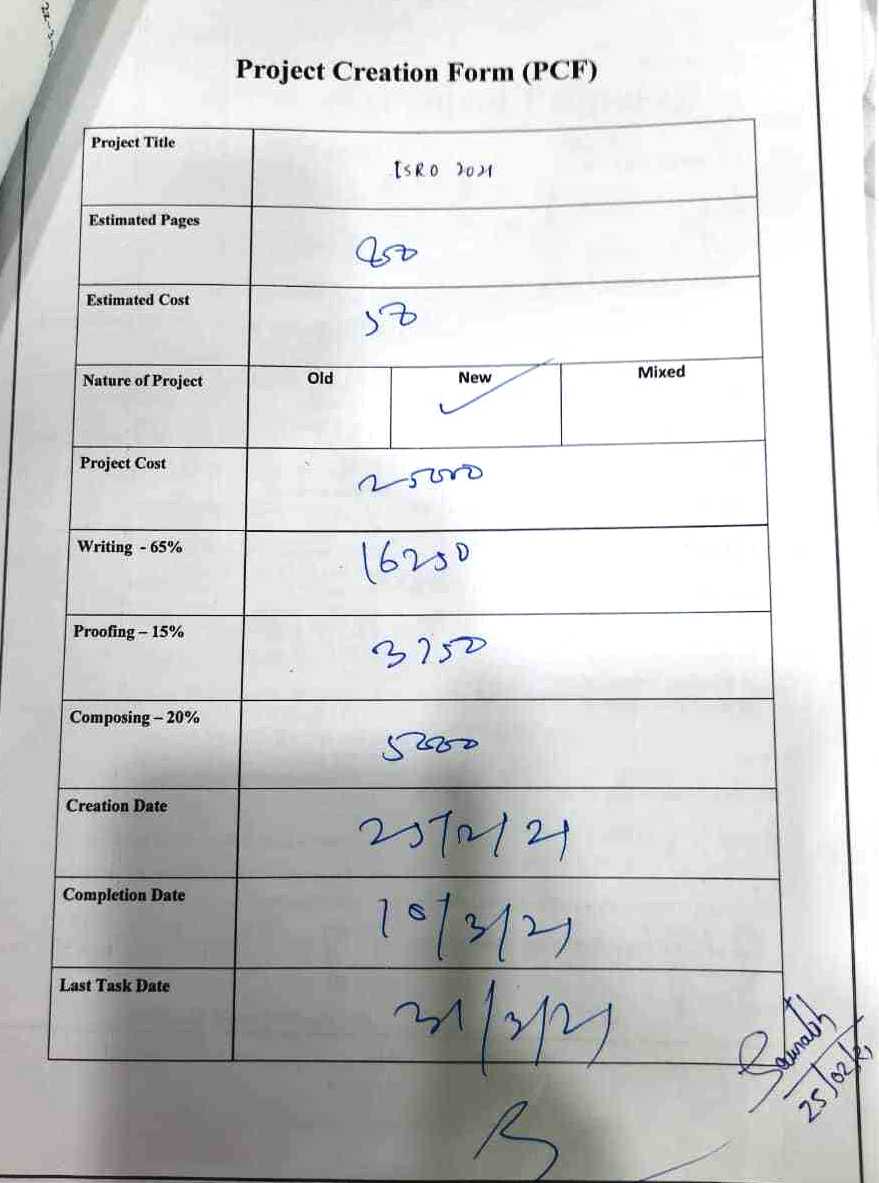 Project Creation Form (PCF)
Project Title ISRO 2021
Estimated Pages
Estimated Cost
Nature of Project Old New Mixed
Project Cost 25000
Writing - 65% 16250
Proofing – 15% 3750
Composing – 20% 5000
Creation Date 25/2/21
Completion Date 10/3/21
Last Task Date 31/3/21
Saurabh
25/02/21